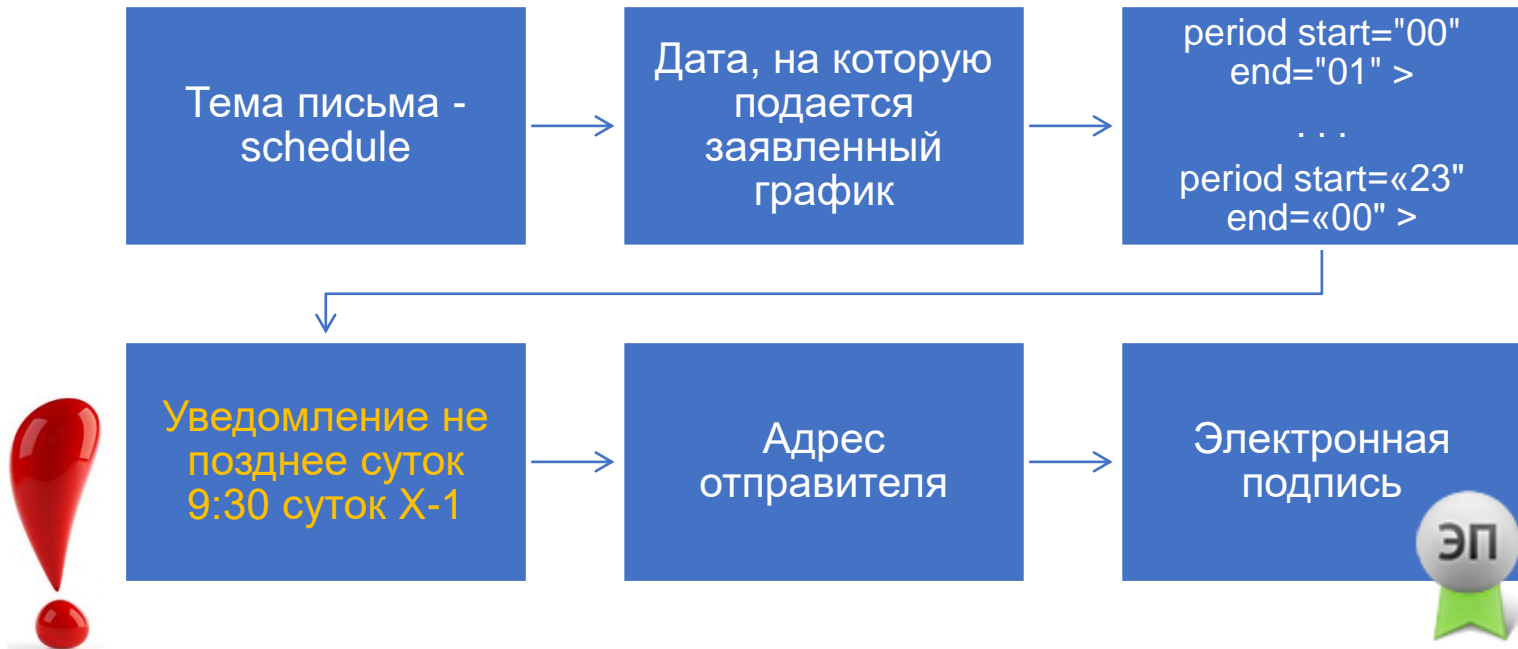 Тема письма -
schedule
Дата, на которую
подается
заявленный
график
period start="00"
end="01" >
. . .
period start=«23"
end=«00" >
Уведомление не
позднее суток
9:30 суток X-1
Адрес
отправителя
Электронная
подпись
ЭП